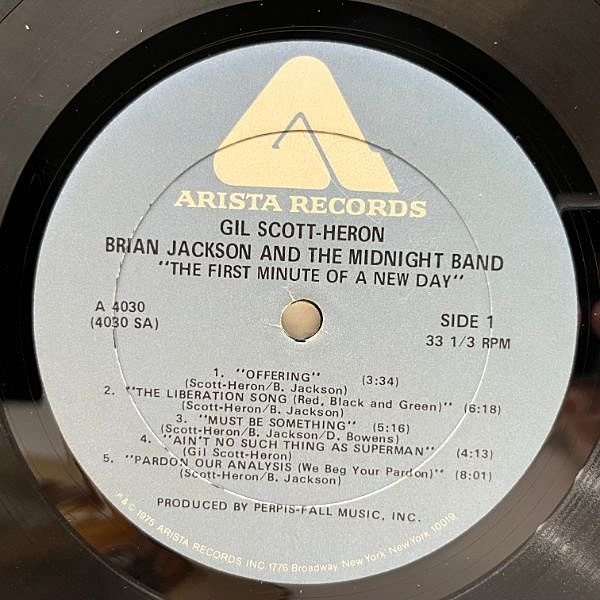 ARISTA RECORDS
GIL SCOTT-HERON
BRIAN JACKSON AND THE MIDNIGHT BAND
"THE FIRST MINUTE OF A NEW DAY"
A 4030
(4030 SA)
SIDE 1
33 1/3 RPM
1. "OFFERING" (3:34)
(Scott-Heron/B. Jackson)
2. "THE LIBERATION SONG (Red, Black and Green)" (6:18)
(Scott-Heron/B. Jackson)
3. "MUST BE SOMETHING" (5:16)
(Scott-Heron/B. Jackson/D. Bowens)
4. "AIN'T NO SUCH THING AS SUPERMAN" (4:13)
(Gil Scott-Heron)
5. "PARDON OUR ANALYSIS (We Beg Your Pardon)" (8:01)
(Scott-Heron/B. Jackson)
PRODUCED BY PERPIS-FALL MUSIC, INC.
P & © 1975 ARISTA RECORDS INC 1776 Broadway, New York New York 10019